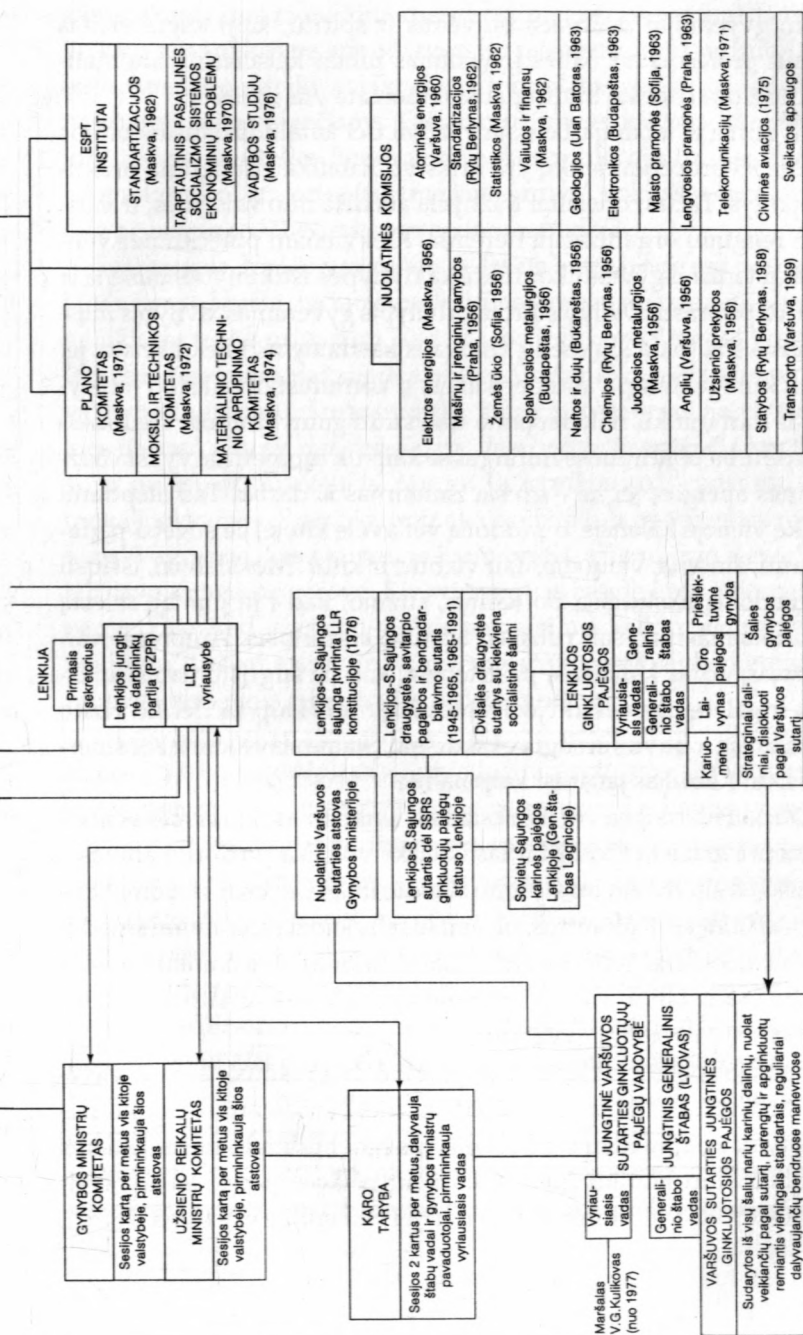 ESPT
INSTITUTAI
STANDARTIZACIJOS
(Maskva, 1962)
TARPTATINIS PASAULINĖS
SOCIALIZMO SISTEMOS
EKONOMINIŲ PROBLEMŲ
(Maskva, 1970)
VADYBOS STUDIJŲ
(Maskva, 1976)
PLANO
KOMITETAS
(Maskva, 1971)
MOKSLO IR TECHNIKOS
KOMITETAS
(Maskva, 1972)
MATERIALINIO TECHNI-
NIO APRŪPINIMO
KOMITETAS
(Maskva, 1974)
NUOLATINĖS KOMISIJOS
Elektros energijos (Maskva, 1956)
Mašinų ir įrenginių gamybos
(Praha, 1956)
Žemės ūkio (Sofija, 1956)
Spalvotosios metalurgijos
(Budapeštas, 1956)
Naftos ir dujų (Bukareštas, 1956)
Chemijos (Rytų Berlynas, 1956)
Juodosios metalurgijos
(Maskva, 1956)
Anglių (Varšuva, 1956)
Užsienio prekybos
(Maskva, 1956)
Statybos (Rytų Berlynas, 1958)
Transporto (Varšuva, 1959)
Atominės energijos
(Varšuva, 1960)
Standartizacijos
(Rytų Berlynas, 1962)
Statistikos (Maskva, 1962)
Valiutos ir finansų
(Maskva, 1962)
Geologijos (Ulan Batoras, 1963)
Elektronikos (Budapeštas, 1963)
Maisto pramonės (Sofija, 1963)
Lengvosios pramonės (Praha, 1963)
Telekomunikacijų (Maskva, 1971)
Civilinės aviacijos (1975)
Sveikatos apsaugos
LENKIJA
Pirmasis
sekretorius
Lenkijos jungti-
nė darbininkų
partija (PZPR)
LLR
vyriausybė
Lenkijos-S.Sąjungos
sąjunga įtvirtinta LLR
konstitucijoje (1976)
Lenkijos-S.Sąjungos
draugystės, savitarpio
pagalbos ir bendradar-
biavimo sutartis
(1945-1965, 1965-1991)
Dvišalės draugystės
sutartys su kiekviena
socialistine šalimi
Nuolatinis Varšuvos
sutarties atstovas
Gynybos ministerijoje
Lenkijos-S.Sąjungos
sutartis dėl SSRS
ginkluotųjų pajėgų
statuso Lenkijoje
Sovietų Sąjungos
karinės pajėgos
Lenkijoje (Gen.šta-
bas Legnicoje)
LENKIJOS
GINKLUOTOSIOS
PAJĖGOS
Vyriausia-
sis vadas
Generali-
nio štabo
vadas
Gene-
ralinis
štabas
Kariuo-
menė
Lai-
vynas
Oro
pajėgos
Priešlėk-
tuvinė
gynyba
Strateginiai dali-
niai, dislokuoti
pagal Varšuvos
sutartį
Šalies
gynybos
pajėgos
GYNYBOS MINISTRŲ
KOMITETAS
Sesijos kartą per metus vis kitoje
valstybėje, pirmininkauja šios
atstovas
UŽSIENIO REIKALŲ
MINISTRŲ KOMITETAS
Sesijos kartą per metus vis kitoje
valstybėje, pirmininkauja šios
atstovas
KARO
TARYBA
Sesijos 2 kartus per metus,dalyvauja
štabų vadai ir gynybos ministrų
pavaduotojai, pirmininkauja
vyriausiasis vadas
Maršalas
V.G.Kulikovas
(nuo 1977)
Vyriau-
siasis
vadas
Generali-
nio štabo
vadas
JUNGTINĖ VARŠUVOS
SUTARTIES GINKLUOTŲJŲ
PAJĖGŲ VADOVYBĖ
JUNGTINIS GENERALINIS
ŠTABAS (LVOVAS)
VARŠUVOS SUTARTIES JUNGTINĖS
GINKLUOTOSIOS PAJĖGOS
Sudarytos iš visų šalių narių karinių dalinių, nuolat
veikiančių pagal sutartį, parengtų ir apginkluotų
remiantis vieningais standartais, reguliariai
dalyvaujančių bendruose manevruose